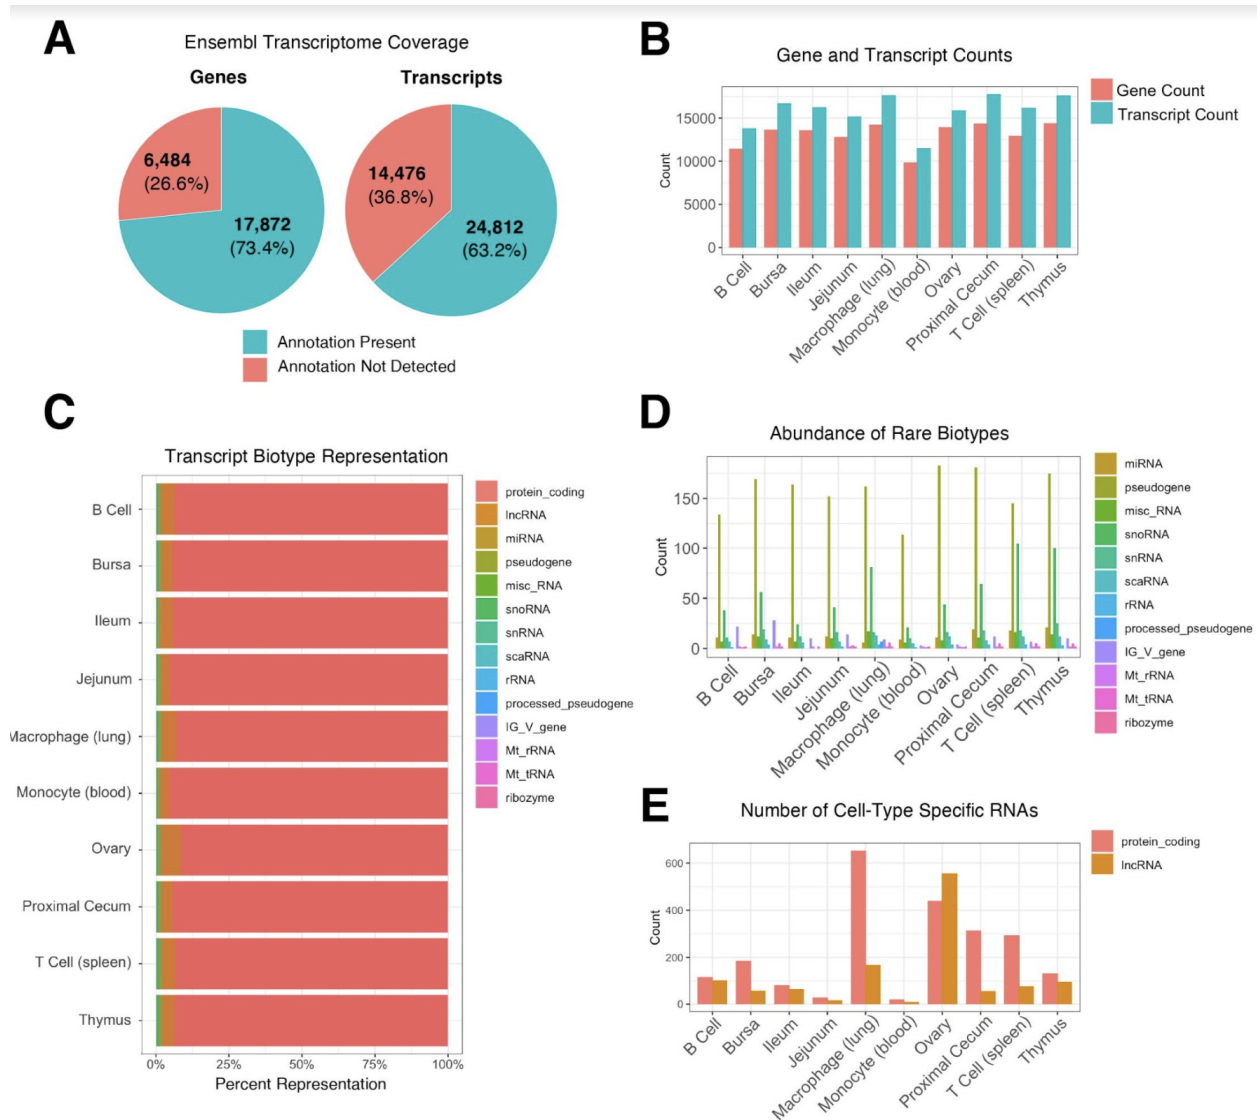 A
Ensembl Transcriptome Coverage
Genes
Transcripts
6,484
(26.6%)
17,872
(73.4%)
14,476
(36.8%)
24,812
(63.2%)
Annotation Present
Annotation Not Detected
B
Gene and Transcript Counts
Count
15000
10000
5000
0
B Cell
Bursa
Ileum
Jejunum
Macrophage (lung)
Monocyte (blood)
Ovary
Proximal Cecum
T Cell (spleen)
Thymus
Gene Count
Transcript Count
C
Transcript Biotype Representation
B Cell
Bursa
Ileum
Jejunum
Macrophage (lung)
Monocyte (blood)
Ovary
Proximal Cecum
T Cell (spleen)
Thymus
0%
25%
50%
75%
100%
Percent Representation
protein_coding
lncRNA
miRNA
pseudogene
misc_RNA
snoRNA
snRNA
scaRNA
rRNA
processed_pseudogene
IG_V_gene
Mt_rRNA
Mt_tRNA
ribozyme
D
Abundance of Rare Biotypes
Count
150
100
50
0
B Cell
Bursa
Ileum
Jejunum
Macrophage (lung)
Monocyte (blood)
Ovary
Proximal Cecum
T Cell (spleen)
Thymus
miRNA
pseudogene
misc_RNA
snoRNA
snRNA
scaRNA
rRNA
processed_pseudogene
IG_V_gene
Mt_rRNA
Mt_tRNA
ribozyme
E
Number of Cell-Type Specific RNAs
Count
600
400
200
0
B Cell
Bursa
Ileum
Jejunum
Macrophage (lung)
Monocyte (blood)
Ovary
Proximal Cecum
T Cell (spleen)
Thymus
protein_coding
lncRNA